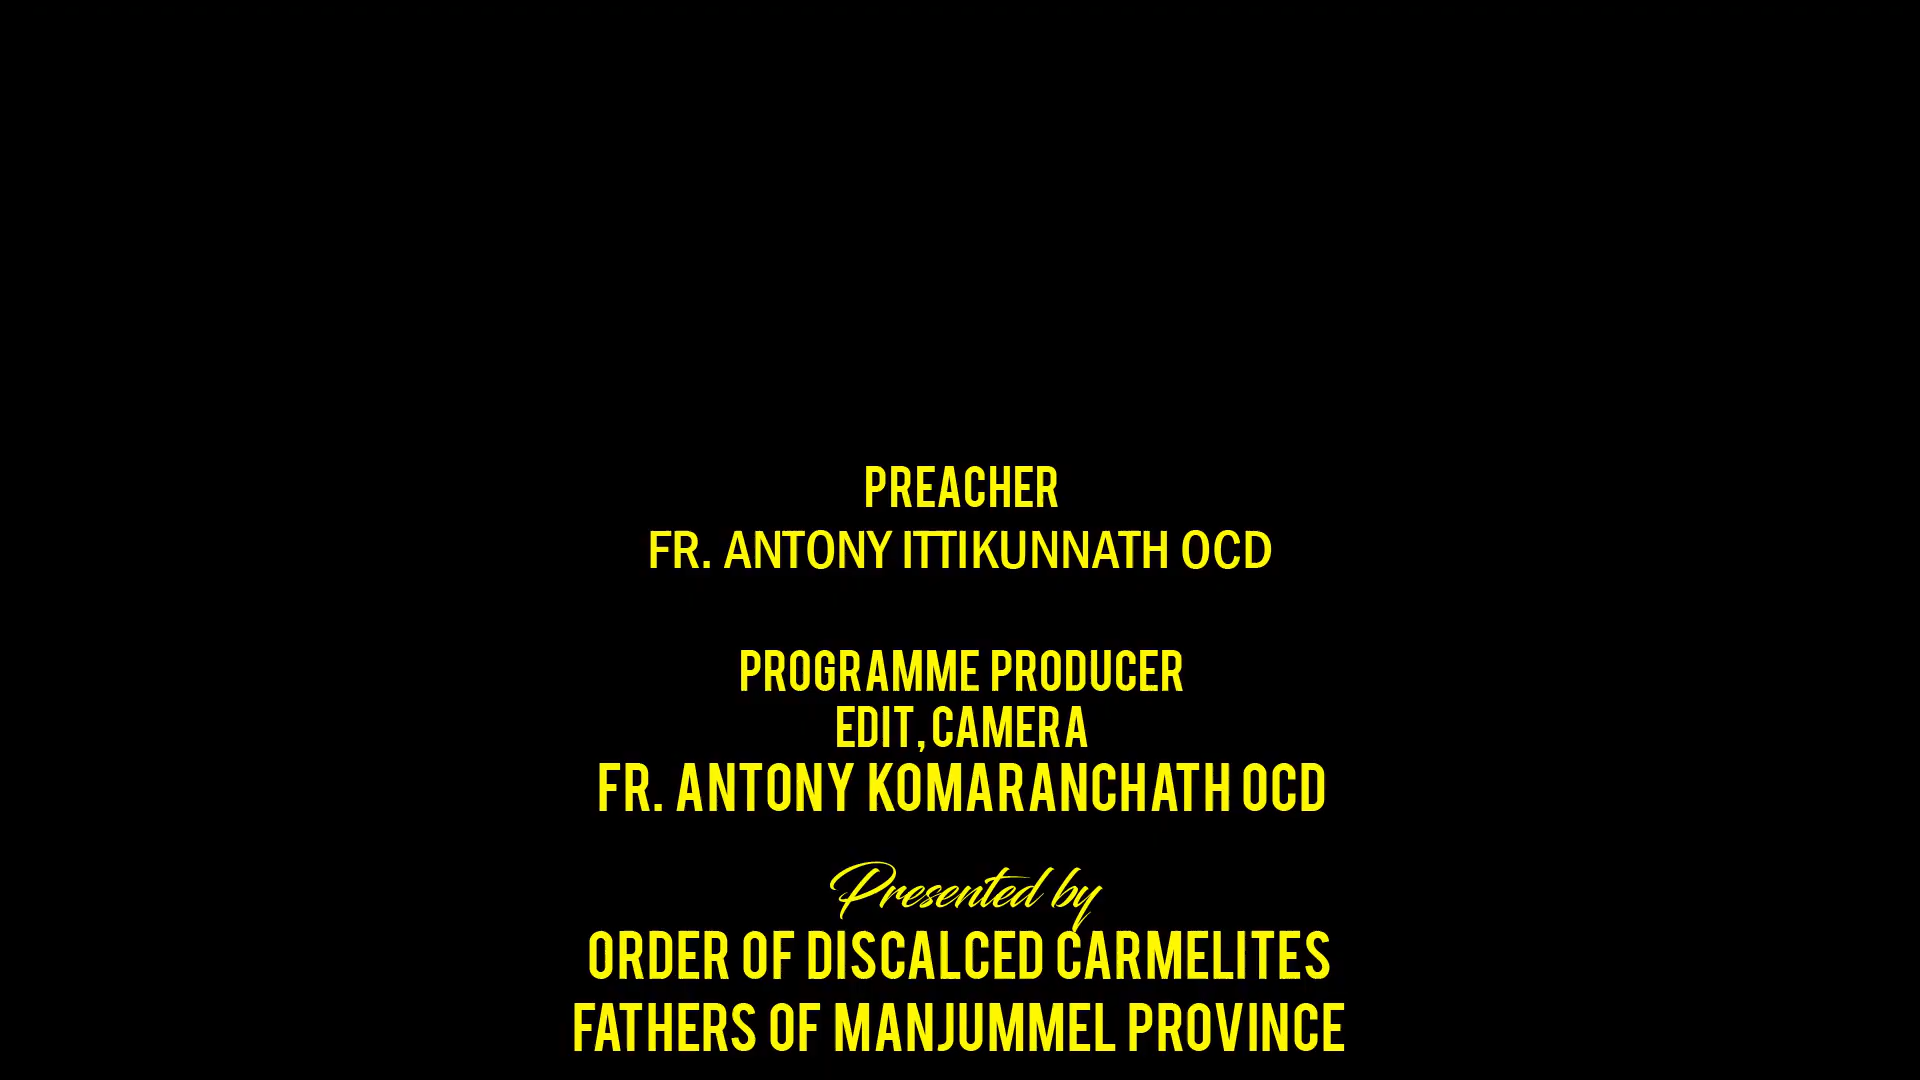 PREACHER
FR. ANTONY ITTIKUNNATH OCD
PROGRAMME PRODUCER
EDIT, CAMERA
FR. ANTONY KOMARANCHATH OCD
Presented by
ORDER OF DISCALCED CARMELITES
FATHERS OF MANJUMMEL PROVINCE